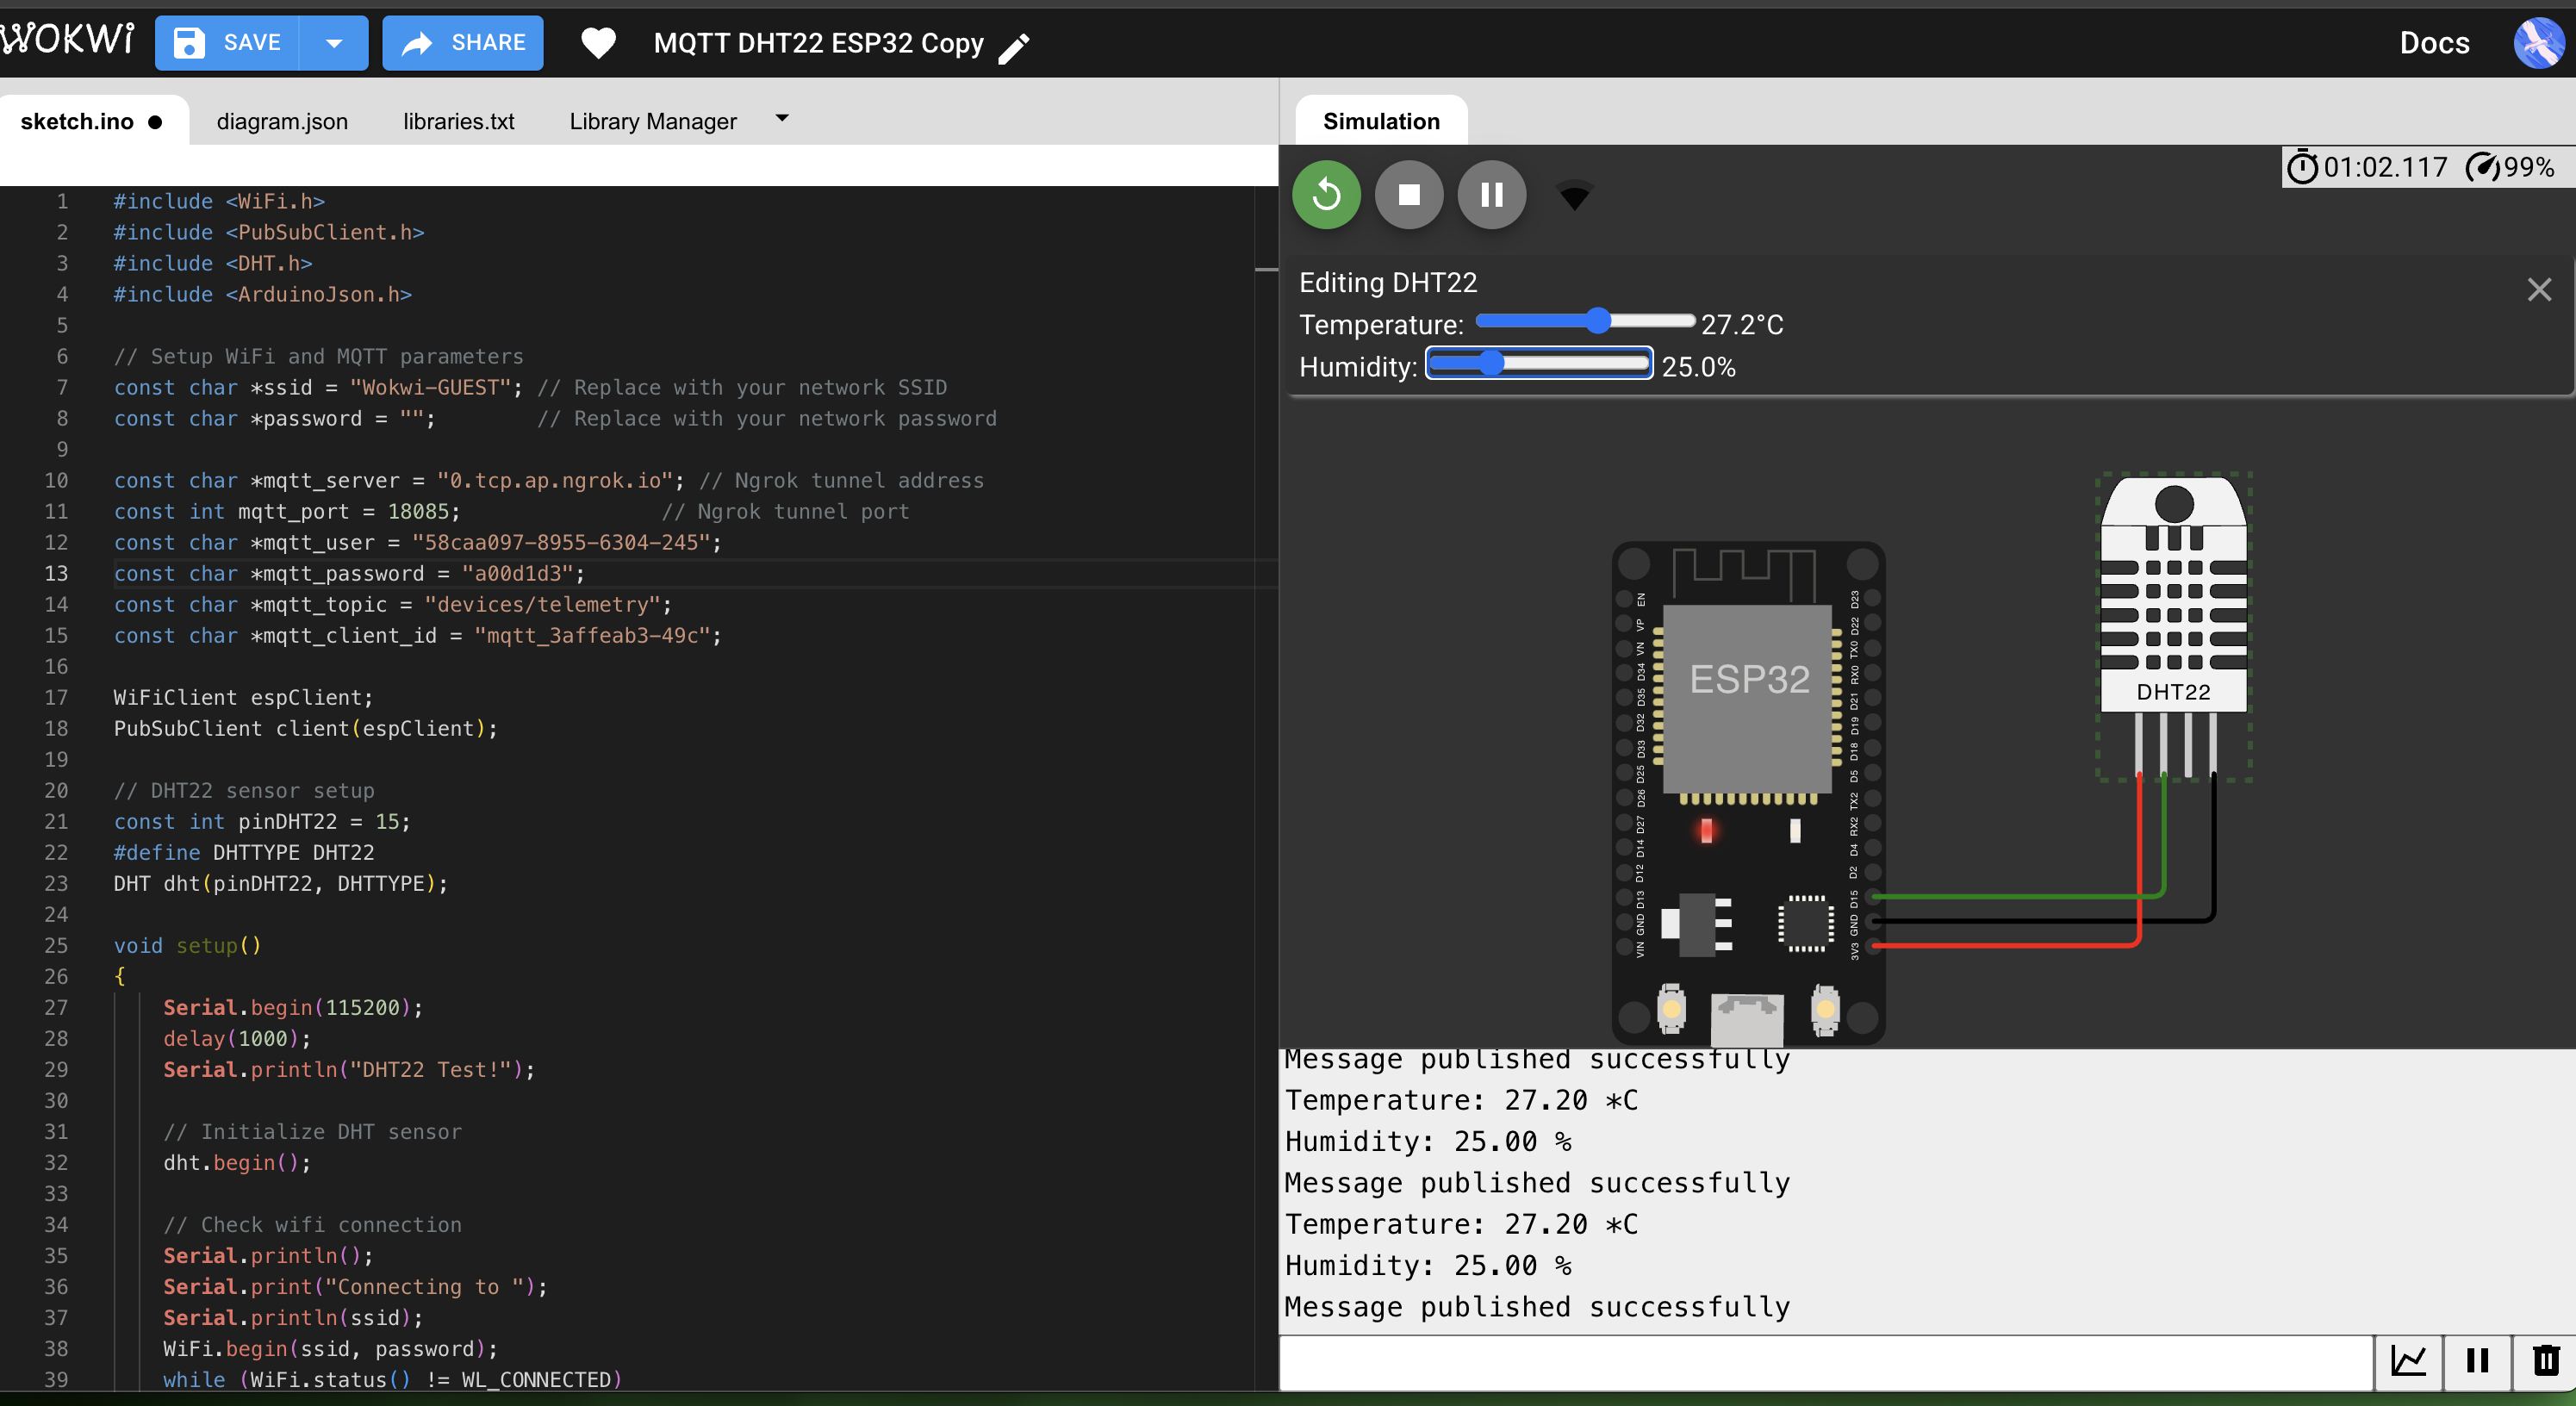 WOKWi
SAVE
SHARE
MQTT DHT22 ESP32 Copy
Docs
sketch.ino ●
diagram.json
libraries.txt
Library Manager
Simulation
01:02.117
99%
1 #include <WiFi.h>
2 #include <PubSubClient.h>
3 #include <DHT.h>
4 #include <ArduinoJson.h>
5
6 // Setup WiFi and MQTT parameters
7 const char *ssid = "Wokwi-GUEST"; // Replace with your network SSID
8 const char *password = ""; // Replace with your network password
9
10 const char *mqtt_server = "0.tcp.ap.ngrok.io"; // Ngrok tunnel address
11 const int mqtt_port = 18085; // Ngrok tunnel port
12 const char *mqtt_user = "58caa097-8955-6304-245";
13 const char *mqtt_password = "a00d1d3";
14 const char *mqtt_topic = "devices/telemetry";
15 const char *mqtt_client_id = "mqtt_3affeab3-49c";
16
17 WiFiClient espClient;
18 PubSubClient client(espClient);
19
20 // DHT22 sensor setup
21 const int pinDHT22 = 15;
22 #define DHTTYPE DHT22
23 DHT dht(pinDHT22, DHTTYPE);
24
25 void setup()
26 {
27 Serial.begin(115200);
28 delay(1000);
29 Serial.println("DHT22 Test!");
30
31 // Initialize DHT sensor
32 dht.begin();
33
34 // Check wifi connection
35 Serial.println();
36 Serial.print("Connecting to ");
37 Serial.println(ssid);
38 WiFi.begin(ssid, password);
39 while (WiFi.status() != WL_CONNECTED)
Editing DHT22
Temperature: 27.2°C
Humidity: 25.0%
ESP32
EN
VP
VN
D34
D35
D32
D33
D25
D26
D27
D14
D12
D13
GND
VIN
D23
D22
TX0
RX0
D21
D19
D18
D5
TX2
RX2
D4
D2
D15
GND
3V3
DHT22
Message published successfully
Temperature: 27.20 *C
Humidity: 25.00 %
Message published successfully
Temperature: 27.20 *C
Humidity: 25.00 %
Message published successfully